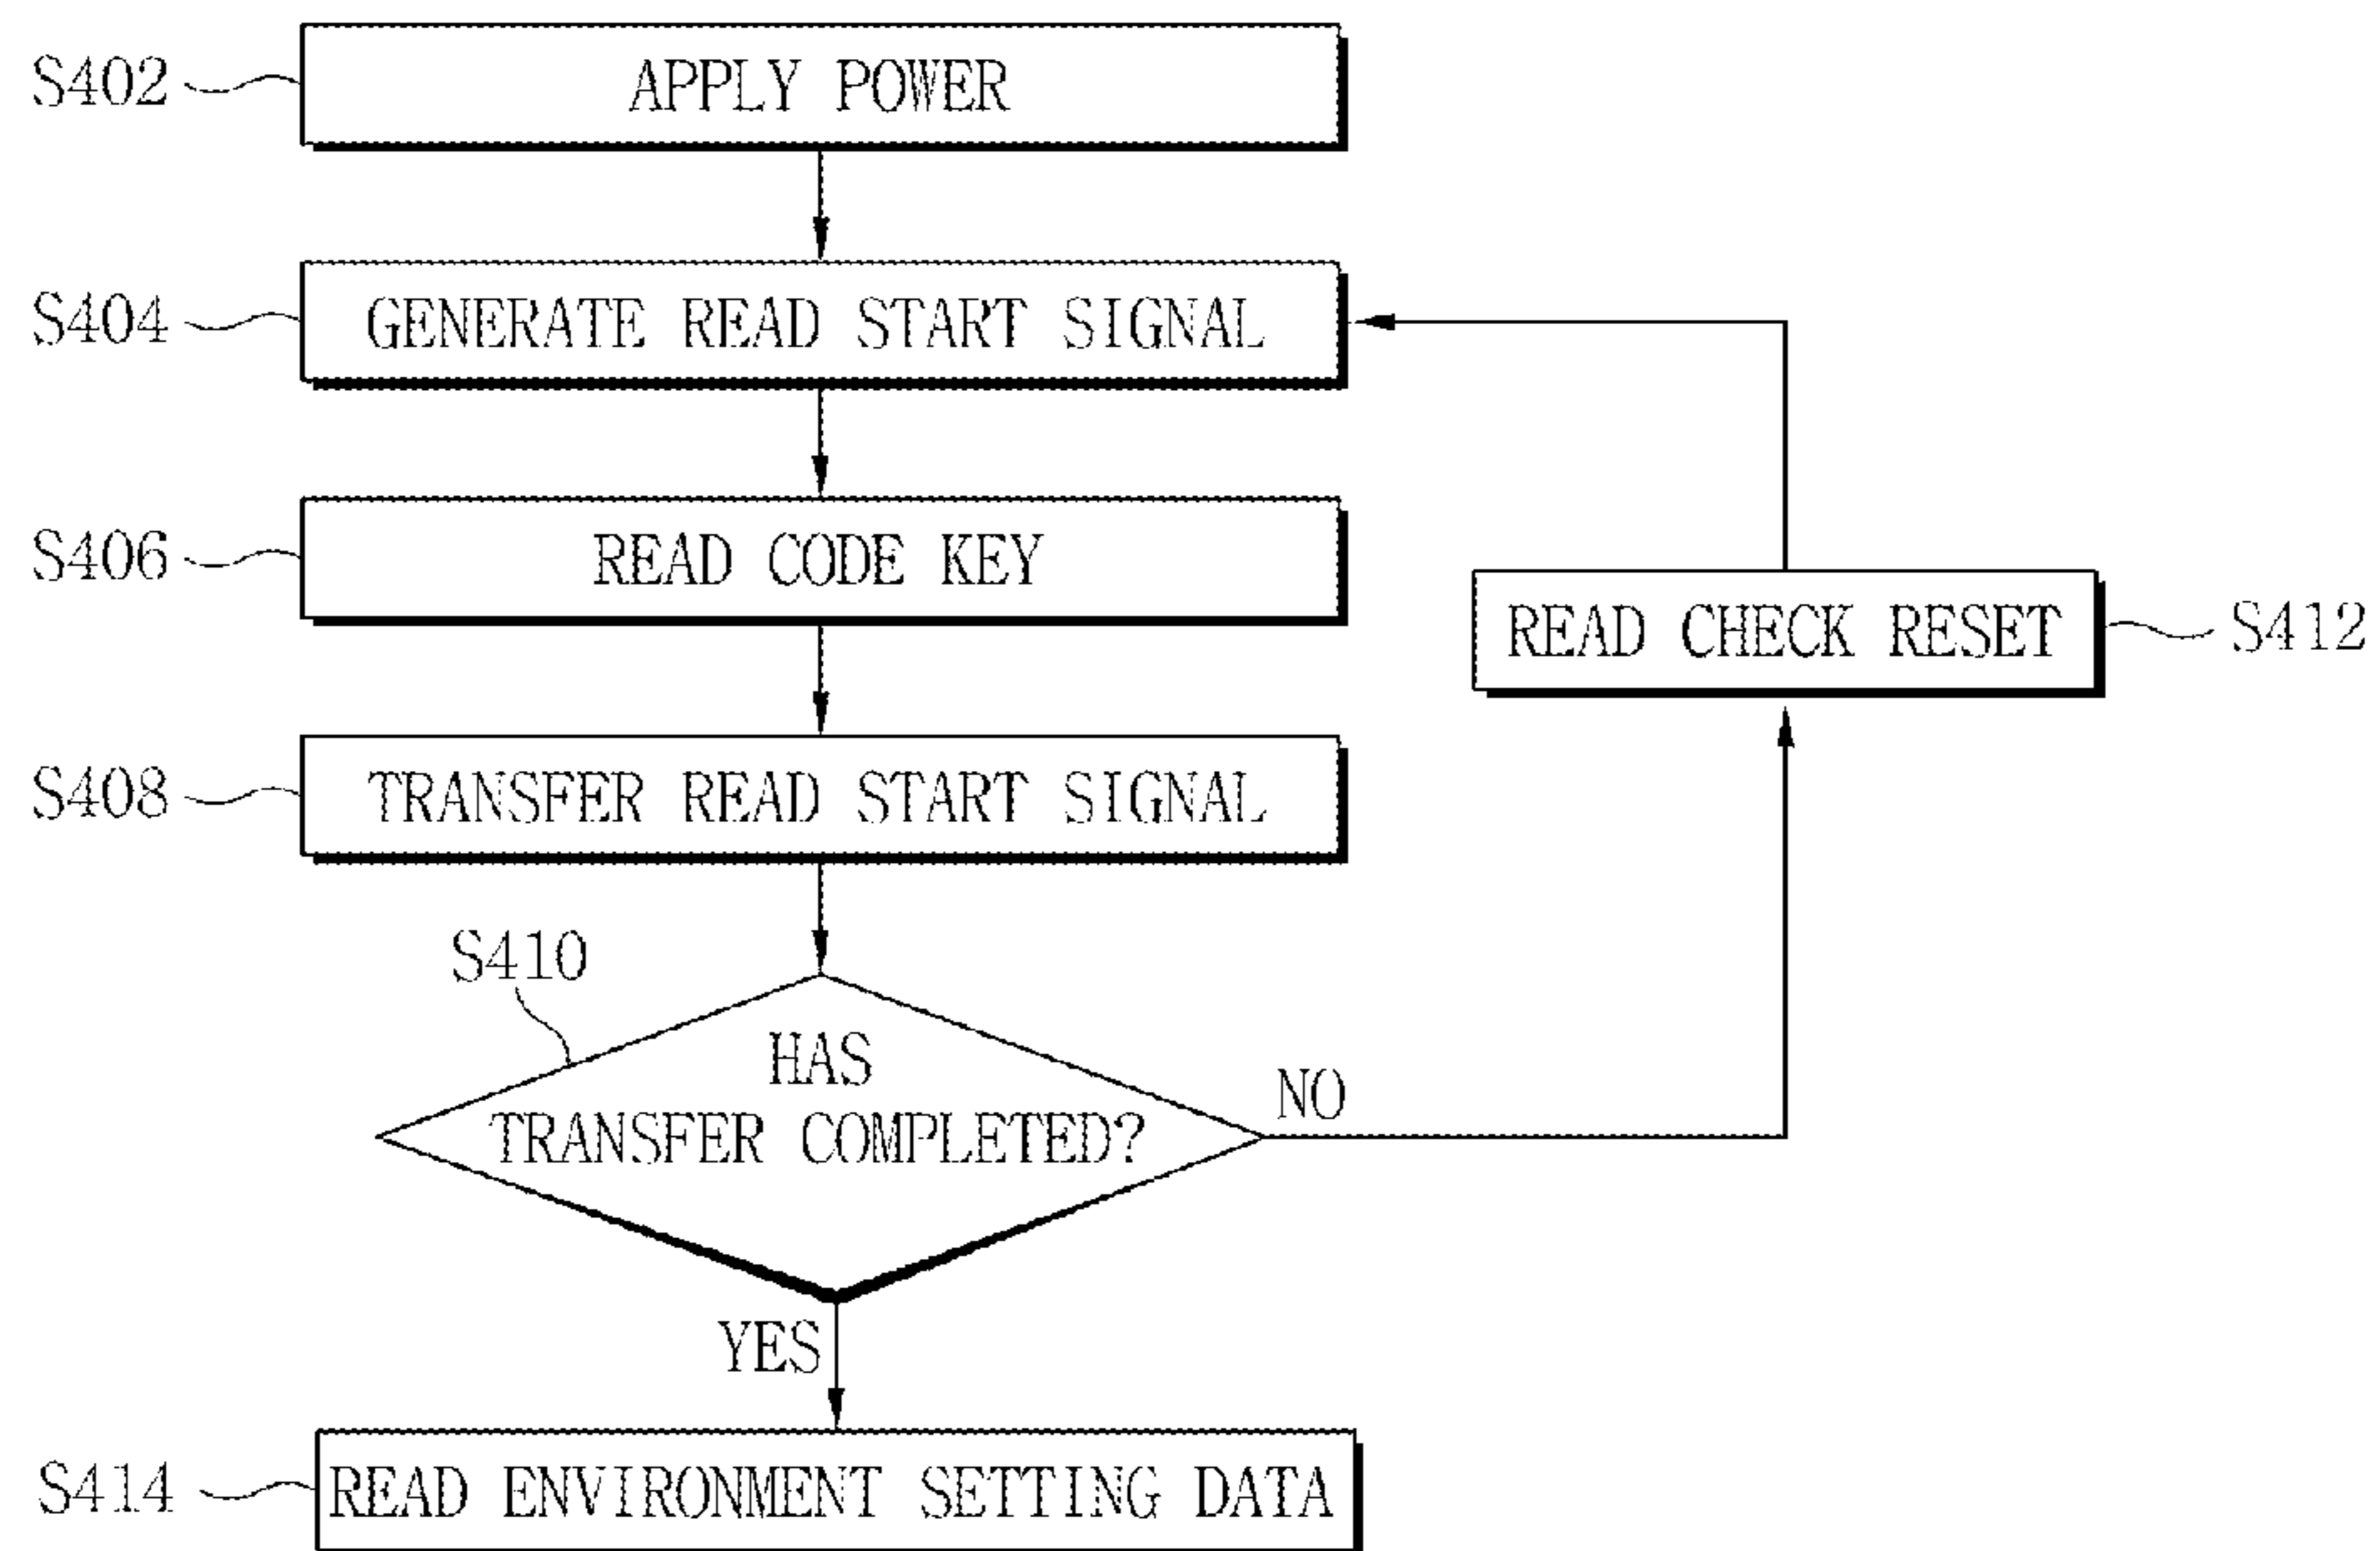 S402
APPLY POWER
S404
GENERATE READ START SIGNAL
S406
READ CODE KEY
READ CHECK RESET
S412
S408
TRANSFER READ START SIGNAL
S410
HAS
TRANSFER COMPLETED?
NO
YES
S414
READ ENVIRONMENT SETTING DATA